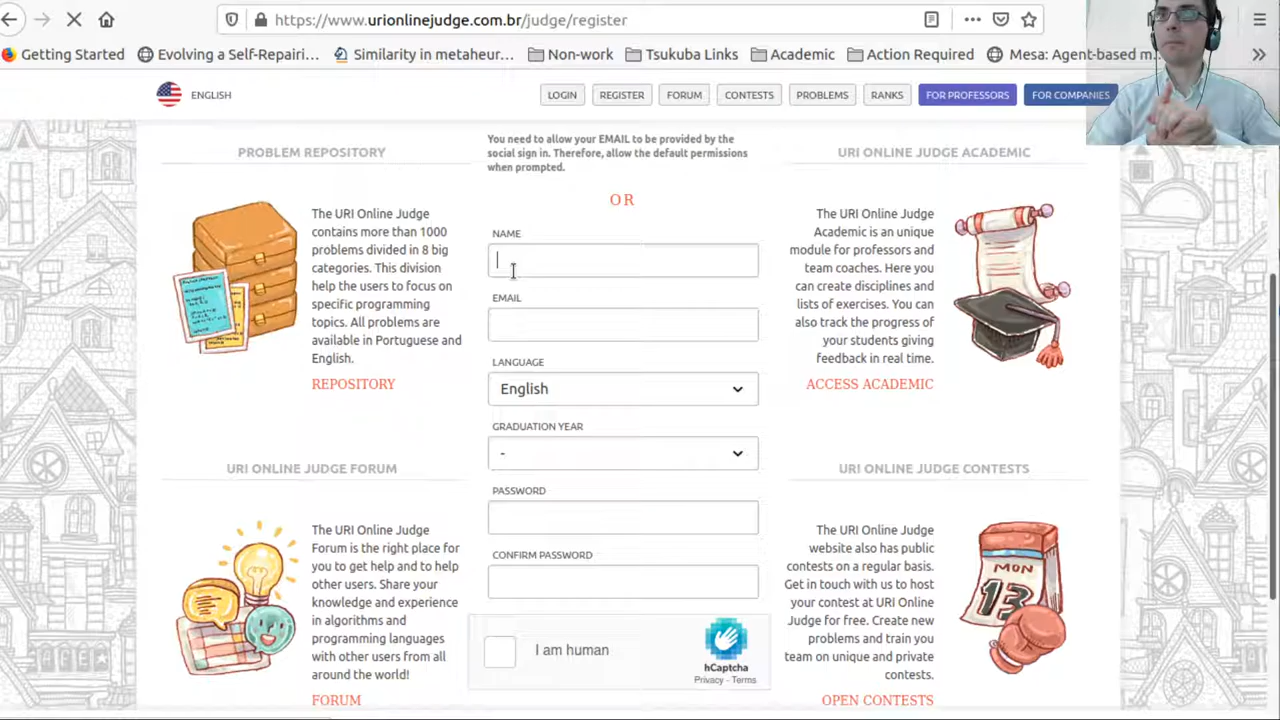 https://www.urionlinejudge.com.br/judge/register
Getting Started
Evolving a Self-Repairi…
Similarity in metaheur…
Non-work
Tsukuba Links
Academic
Action Required
Mesa: Agent-based m…
ENGLISH
LOGIN
REGISTER
FORUM
CONTESTS
PROBLEMS
RANKS
FOR PROFESSORS
FOR COMPANIES
PROBLEM REPOSITORY
The URI Online Judge
contains more than 1000
problems divided in 8 big
categories. This division
help the users to focus on
specific programming
topics. All problems are
available in Portuguese and
English.
REPOSITORY
URI ONLINE JUDGE FORUM
The URI Online Judge
Forum is the right place for
you to get help and to help
other users. Share your
knowledge and experience
in algorithms and
programming languages
with other users from all
around the world!
FORUM
You need to allow your EMAIL to be provided by the
social sign in. Therefore, allow the default permissions
when prompted.
OR
NAME
EMAIL
LANGUAGE
English
GRADUATION YEAR
-
PASSWORD
CONFIRM PASSWORD
I am human
hCaptcha
Privacy - Terms
URI ONLINE JUDGE ACADEMIC
The URI Online Judge
Academic is an unique
module for professors and
team coaches. Here you
can create disciplines and
lists of exercises. You can
also track the progress of
your students giving
feedback in real time.
ACCESS ACADEMIC
URI ONLINE JUDGE CONTESTS
The URI Online Judge
website also has public
contests on a regular basis.
Get in touch with us to host
your contest at URI Online
Judge for free. Create new
problems and train you
team on unique and private
contests.
OPEN CONTESTS
MON
13